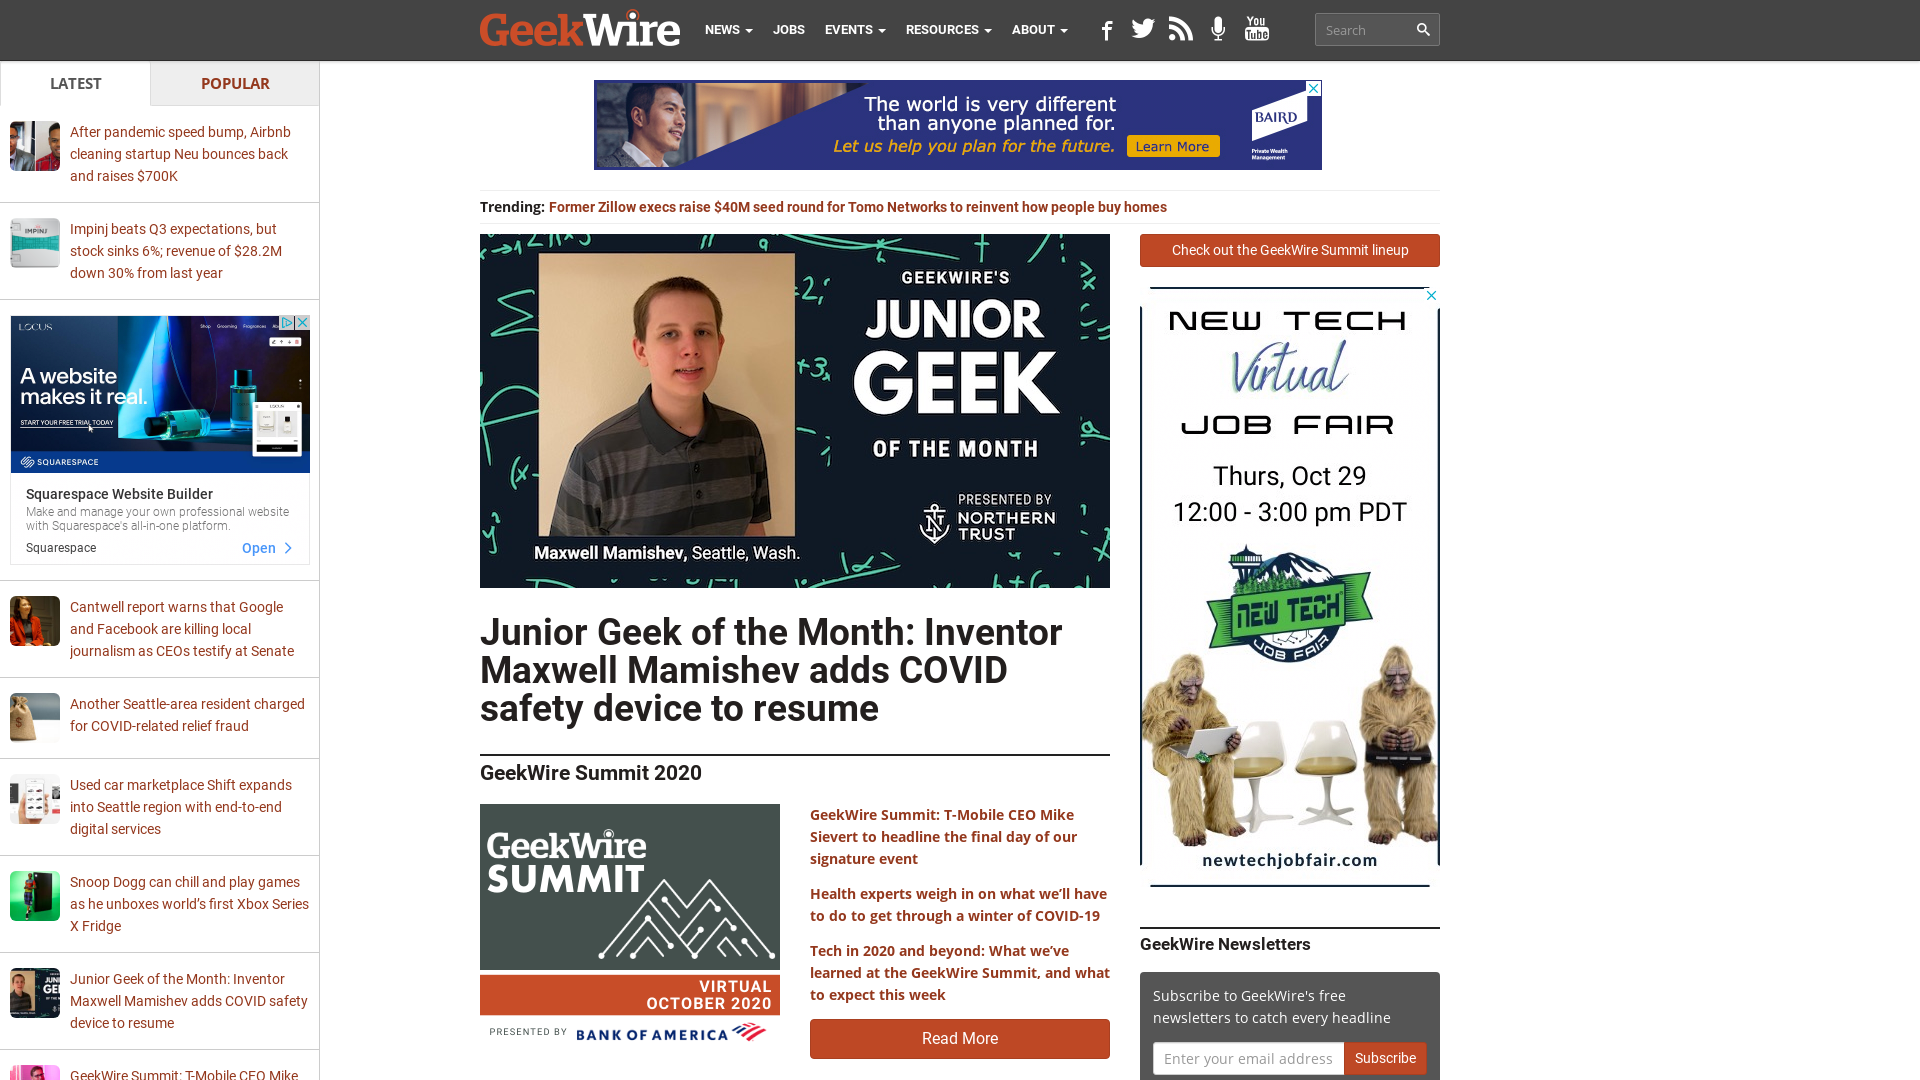 GeekWire
NEWS
JOBS
EVENTS
RESOURCES
ABOUT
You
Tube
Search
LATEST
POPULAR
After pandemic speed bump, Airbnb
cleaning startup Neu bounces back
and raises $700K
Impinj beats Q3 expectations, but
stock sinks 6%; revenue of $28.2M
down 30% from last year
LOCUS
Shop Grooming Fragrances
A website
makes it real.
START YOUR FREE TRIAL TODAY
SQUARESPACE
Squarespace Website Builder
Make and manage your own professional website
with Squarespace's all-in-one platform.
Squarespace
Open
Cantwell report warns that Google
and Facebook are killing local
journalism as CEOs testify at Senate
Another Seattle-area resident charged
for COVID-related relief fraud
Used car marketplace Shift expands
into Seattle region with end-to-end
digital services
Snoop Dogg can chill and play games
as he unboxes world’s first Xbox Series
X Fridge
Junior Geek of the Month: Inventor
Maxwell Mamishev adds COVID safety
device to resume
GeekWire Summit: T-Mobile CEO Mike
The world is very different
than anyone planned for.
Let us help you plan for the future.
Learn More
BAIRD
Private Wealth
Management
Trending: Former Zillow execs raise $40M seed round for Tomo Networks to reinvent how people buy homes
GEEKWIRE'S
JUNIOR
GEEK
OF THE MONTH
PRESENTED BY
NORTHERN
TRUST
Maxwell Mamishev, Seattle, Wash.
Junior Geek of the Month: Inventor
Maxwell Mamishev adds COVID
safety device to resume
GeekWire Summit 2020
GeekWire
SUMMIT
VIRTUAL
OCTOBER 2020
PRESENTED BY BANK OF AMERICA
GeekWire Summit: T-Mobile CEO Mike
Sievert to headline the final day of our
signature event
Health experts weigh in on what we’ll have
to do to get through a winter of COVID-19
Tech in 2020 and beyond: What we’ve
learned at the GeekWire Summit, and what
to expect this week
Read More
Check out the GeekWire Summit lineup
NEW TECH
Virtual
JOB FAIR
Thurs, Oct 29
12:00 - 3:00 pm PDT
NEW TECH
JOB FAIR
newtechjobfair.com
GeekWire Newsletters
Subscribe to GeekWire's free
newsletters to catch every headline
Enter your email address
Subscribe